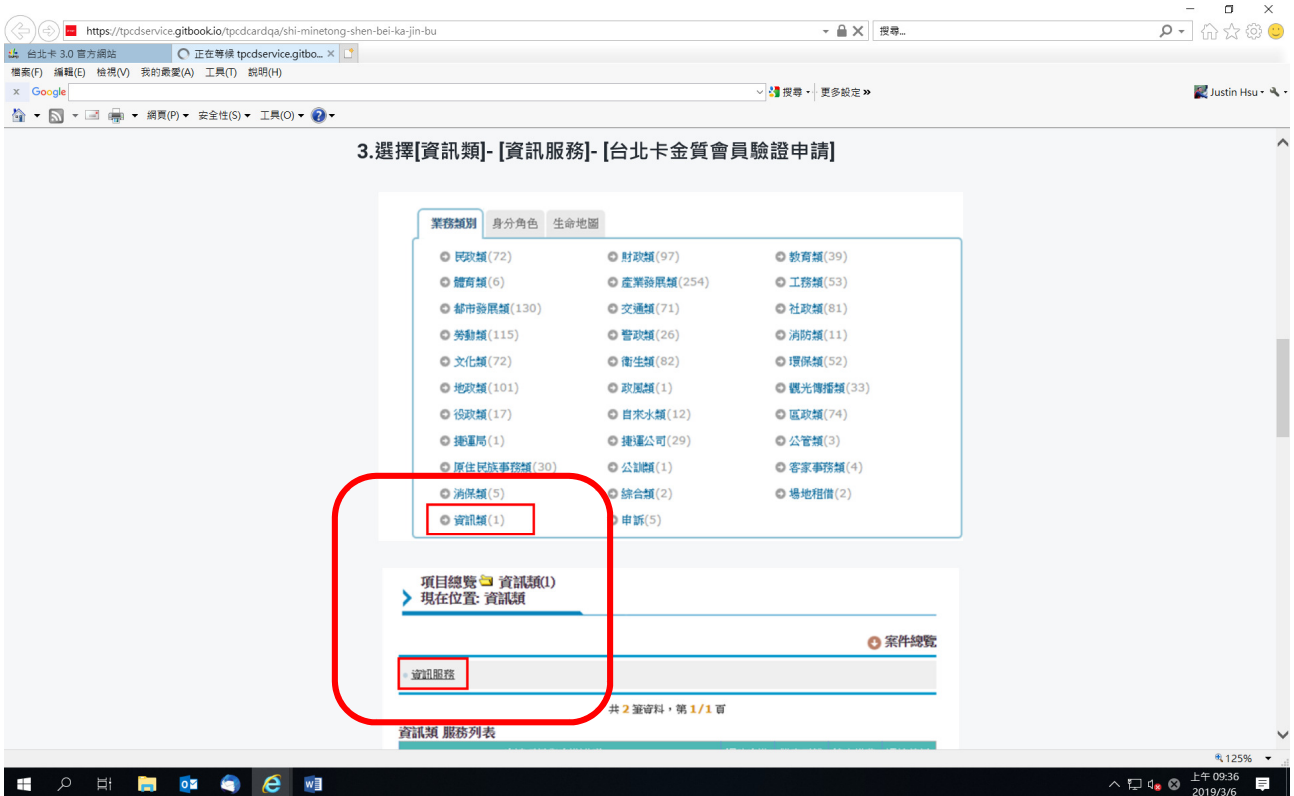 https://tpcdservice.gitbook.io/tpcdcardqa/shi-minetong-shen-bei-ka-jin-bu
搜尋...
台北卡 3.0 官方網站
正在等候 tpcdservice.gitbo...
檔案(F) 編輯(E) 檢視(V) 我的最愛(A) 工具(T) 說明(H)
x Google
搜尋
更多設定 »
Justin Hsu
網頁(P) 安全性(S) 工具(O)
3.選擇[資訊類]- [資訊服務]- [台北卡金質會員驗證申請]
業務類別 身分角色 生命地圖
民政類(72) 財政類(97) 教育類(39)
體育類(6) 產業發展類(254) 工務類(53)
都市發展類(130) 交通類(71) 社政類(81)
勞動類(115) 警政類(26) 消防類(11)
文化類(72) 衛生類(82) 環保類(52)
地政類(101) 政風類(1) 觀光傳播類(33)
役政類(17) 自來水類(12) 區政類(74)
捷運局(1) 捷運公司(29) 公管類(3)
原住民族事務類(30) 公訓類(1) 客家事務類(4)
消保類(5) 綜合類(2) 場地租借(2)
資訊類(1) 申訴(5)
項目總覽 資訊類(1)
現在位置: 資訊類
案件總覽
資訊服務
共 2 筆資料，第 1/1 頁
資訊類 服務列表
125%
上午 09:36
2019/3/6